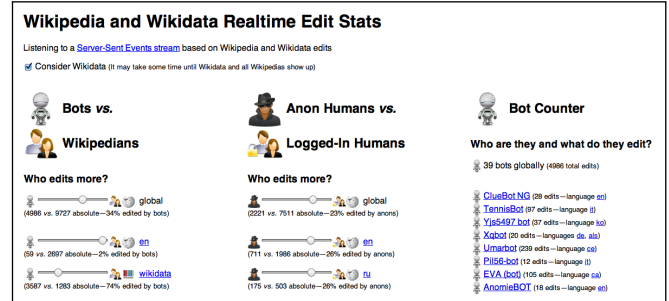 Wikipedia and Wikidata Realtime Edit Stats
Listening to a Server-Sent Events stream based on Wikipedia and Wikidata edits
Consider Wikidata (It may take some time until Wikidata and all Wikipedias show up)
Bots vs.
Wikipedians
Who edits more?
global
(4986 vs. 9727 absolute—34% edited by bots)
en
(59 vs. 2697 absolute—2% edited by bots)
wikidata
(3587 vs. 1283 absolute—74% edited by bots)
Anon Humans vs.
Logged-In Humans
Who edits more?
global
(2221 vs. 7511 absolute—23% edited by anons)
en
(711 vs. 1986 absolute—26% edited by anons)
ru
(175 vs. 503 absolute—26% edited by anons)
Bot Counter
Who are they and what do they edit?
39 bots globally (4986 total edits)
ClueBot NG (28 edits—language en)
TennisBot (97 edits—language it)
Yjs5497 bot (37 edits—language ko)
Xqbot (20 edits—languages de, als)
Umarbot (239 edits—language ce)
Pil56-bot (12 edits—language it)
EVA (bot) (105 edits—language ca)
AnomieBOT (18 edits—language en)